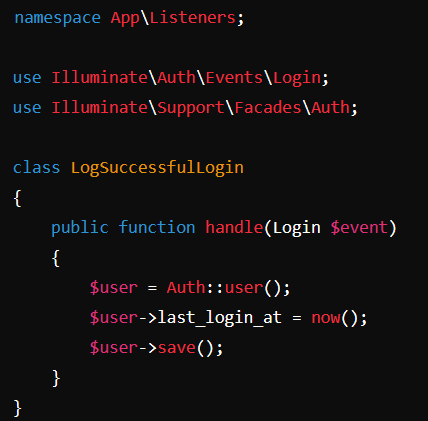 namespace App\Listeners;
use Illuminate\Auth\Events\Login;
use Illuminate\Support\Facades\Auth;
class LogSuccessfulLogin
{
    public function handle(Login $event)
    {
        $user = Auth::user();
        $user->last_login_at = now();
        $user->save();
    }
}